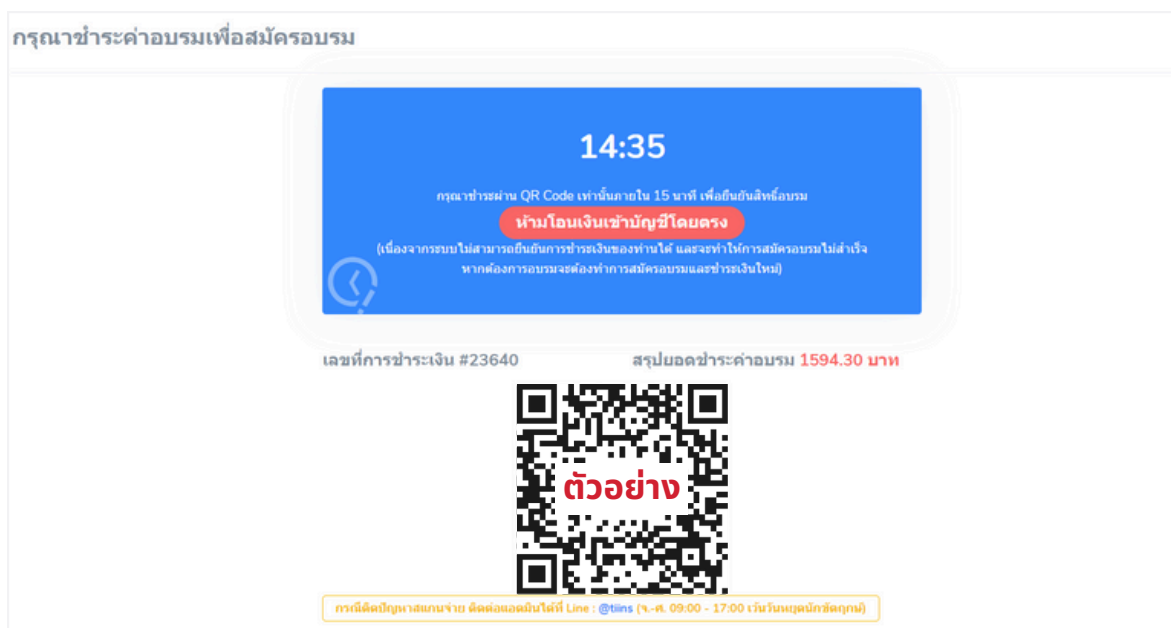 กรุณาชำระค่าอบรมเพื่อสมัครอบรม
14:35
กรุณาชำระผ่าน QR Code เท่านั้นภายใน 15 นาที เพื่อยืนยันสิทธิ์อบรม
ห้ามโอนเงินเข้าบัญชีโดยตรง
(เนื่องจากระบบไม่สามารถยืนยันการชำระเงินของท่านได้ และจะทำให้การสมัครอบรมไม่สำเร็จ
หากต้องการอบรมจะต้องทำการสมัครอบรมและชำระเงินใหม่)
เลขที่การชำระเงิน #23640 สรุปยอดชำระค่าอบรม 1594.30 บาท
ตัวอย่าง
กรณีติดปัญหาสแกนจ่าย ติดต่อแอดมินได้ที่ Line : @tiins (จ.-ศ. 09:00 - 17:00 เว้นวันหยุดนักขัตฤกษ์)